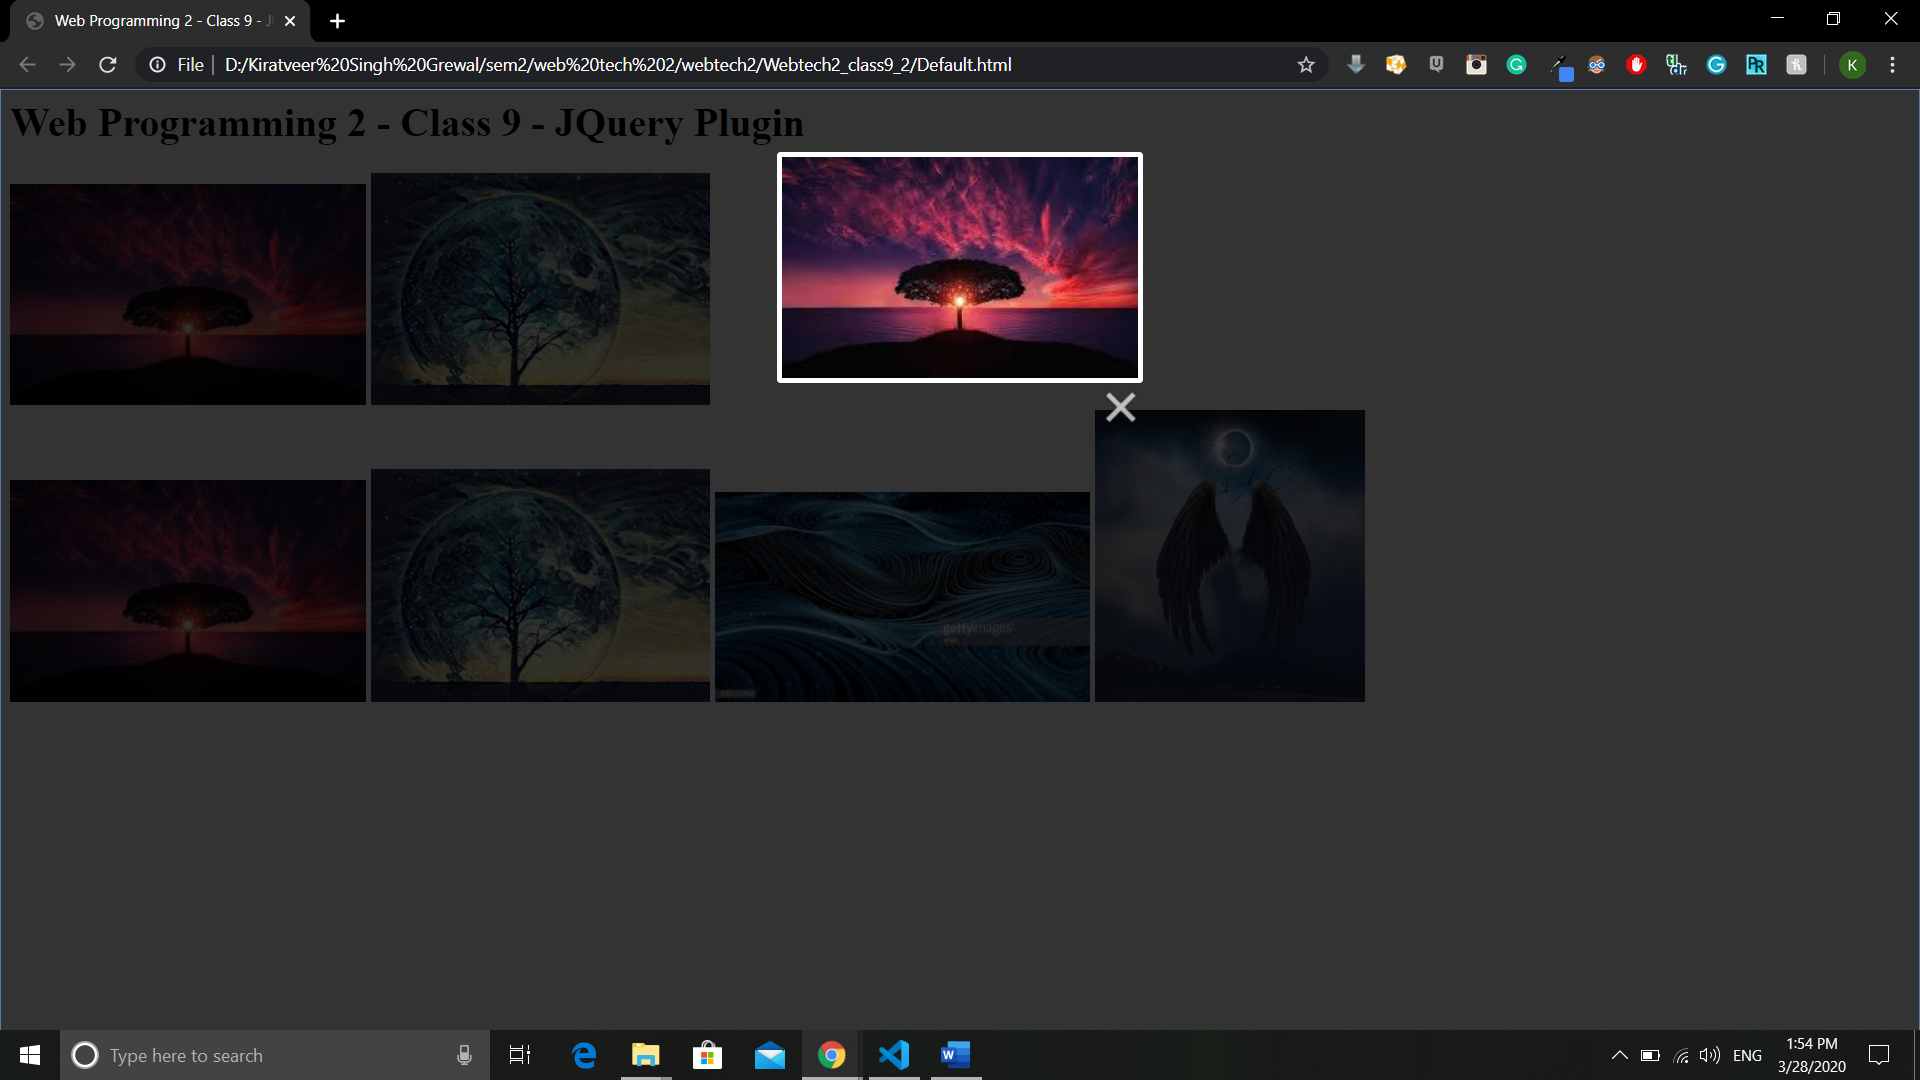 Web Programming 2 - Class 9 - J
File
D:/Kiratveer%20Singh%20Grewal/sem2/web%20tech%202/webtech2/Webtech2_class9_2/Default.html
K
Web Programming 2 - Class 9 - JQuery Plugin
gettyimages
Type here to search
ENG
1:54 PM
3/28/2020